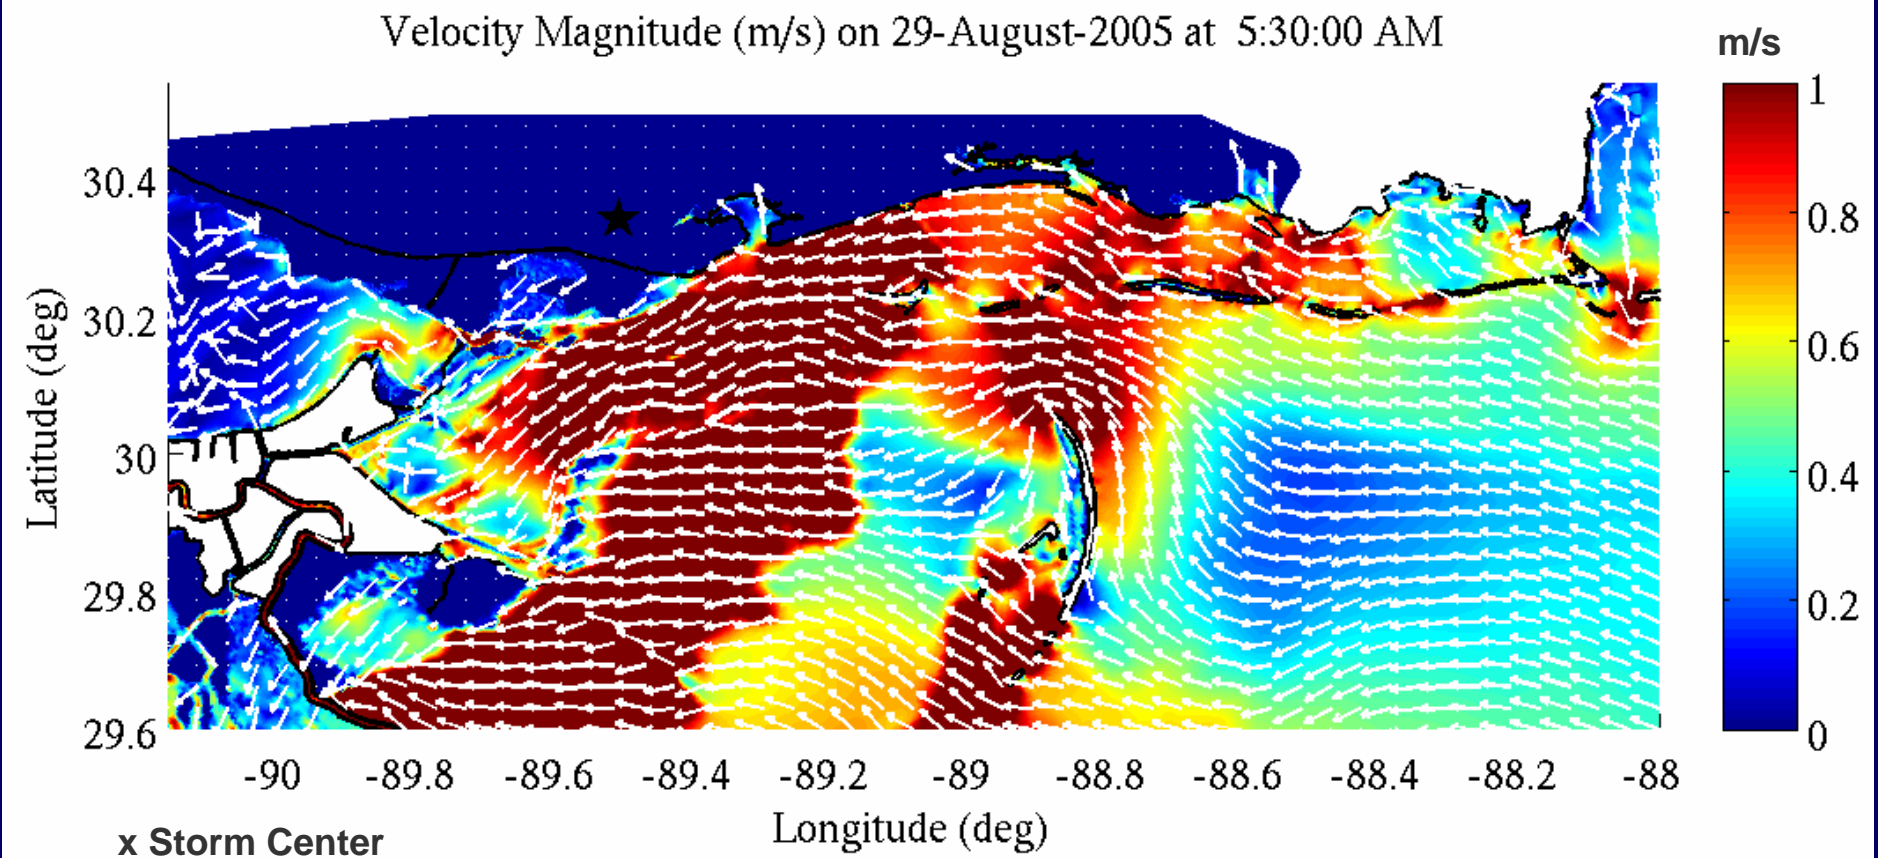 Velocity Magnitude (m/s) on 29-August-2005 at 5:30:00 AM
m/s
1
0.8
0.6
0.4
0.2
0
Latitude (deg)
30.4
30.2
30
29.8
29.6
-90 -89.8 -89.6 -89.4 -89.2 -89 -88.8 -88.6 -88.4 -88.2 -88
Longitude (deg)
x Storm Center